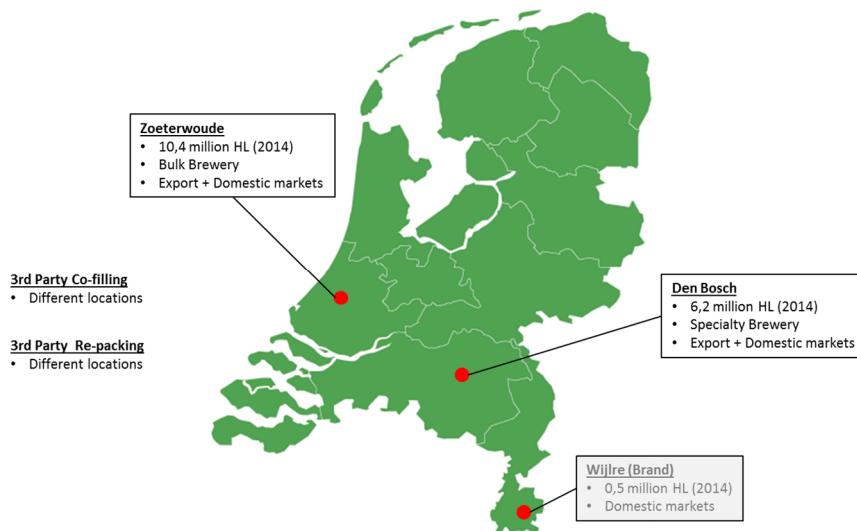 Zoeterwoude
• 10,4 million HL (2014)
• Bulk Brewery
• Export + Domestic markets
3rd Party Co-filling
• Different locations
3rd Party Re-packing
• Different locations
Den Bosch
• 6,2 million HL (2014)
• Specialty Brewery
• Export + Domestic markets
Wijlre (Brand)
• 0,5 million HL (2014)
• Domestic markets